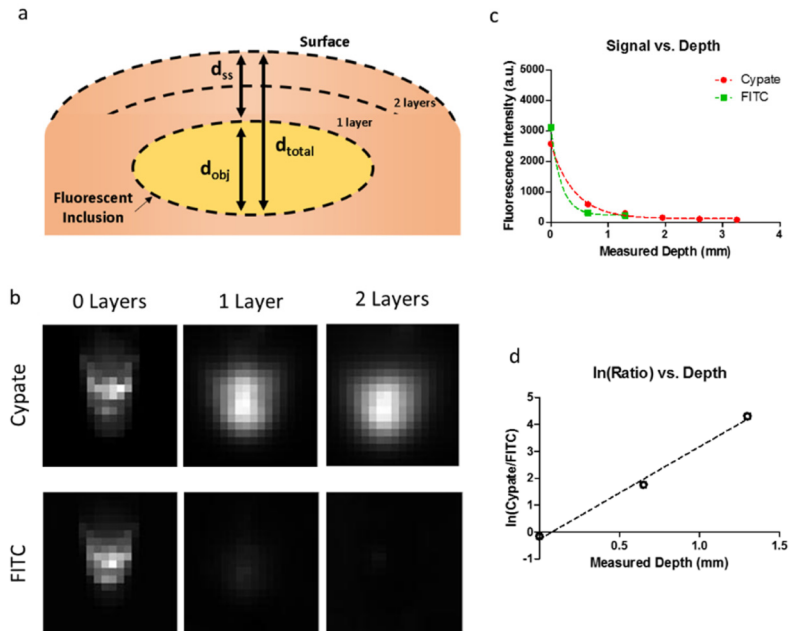 a
Surface
d_ss
2 layers
1 layer
d_total
d_obj
Fluorescent
Inclusion
b
0 Layers 1 Layer 2 Layers
Cypate
FITC
c
Signal vs. Depth
Fluorescence Intensity (a.u.)
5000
4000
3000
2000
1000
0
Cypate
FITC
0 1 2 3 4
Measured Depth (mm)
d
ln(Ratio) vs. Depth
ln(Cypate/FITC)
5
4
3
2
1
0
-1
0.5 1.0 1.5
Measured Depth (mm)